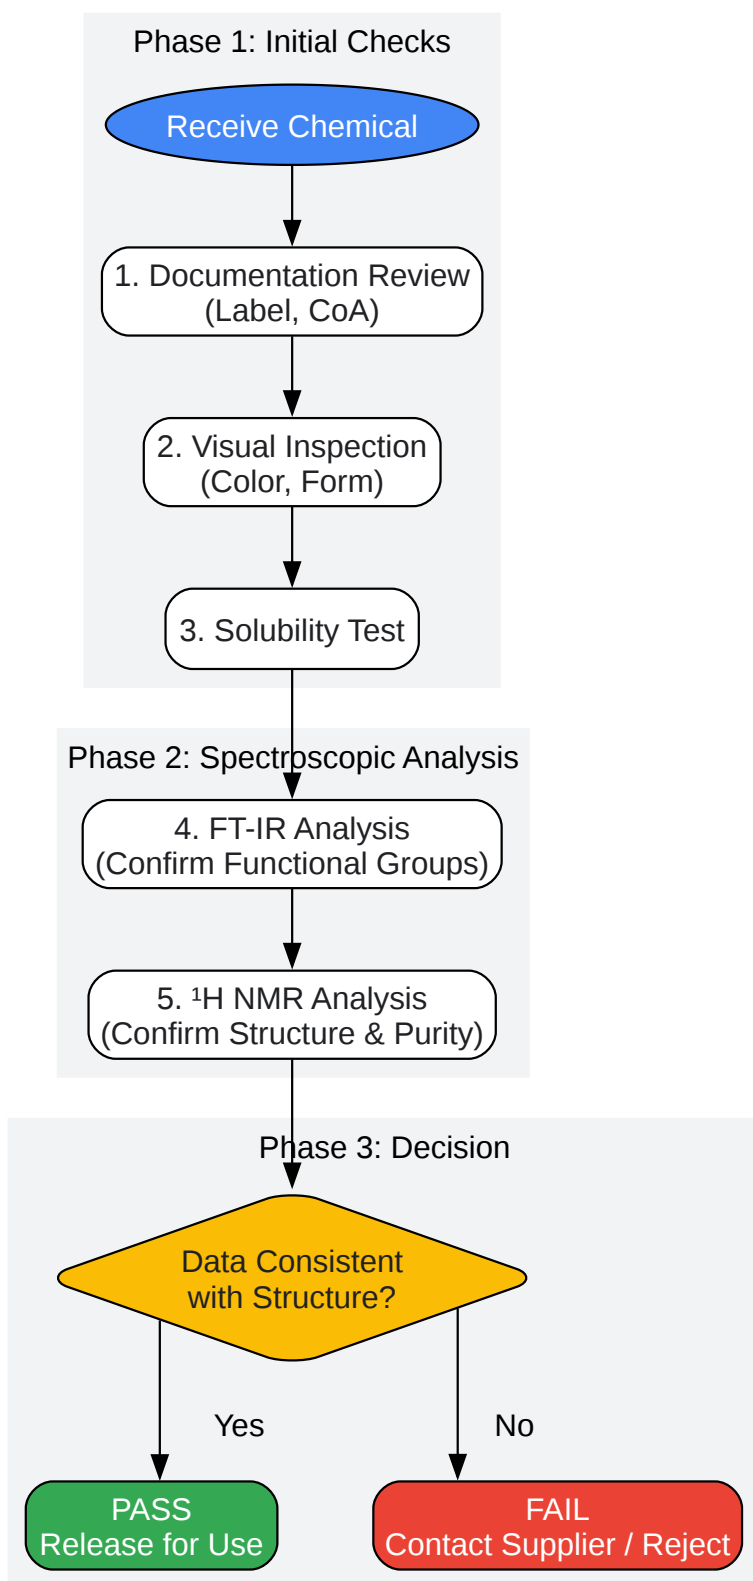 Phase 1: Initial Checks
Receive Chemical
1. Documentation Review
(Label, CoA)
2. Visual Inspection
(Color, Form)
3. Solubility Test
Phase 2: Spectroscopic Analysis
4. FT-IR Analysis
(Confirm Functional Groups)
5. ¹H NMR Analysis
(Confirm Structure & Purity)
Phase 3: Decision
Data Consistent
with Structure?
Yes
No
PASS
Release for Use
FAIL
Contact Supplier / Reject